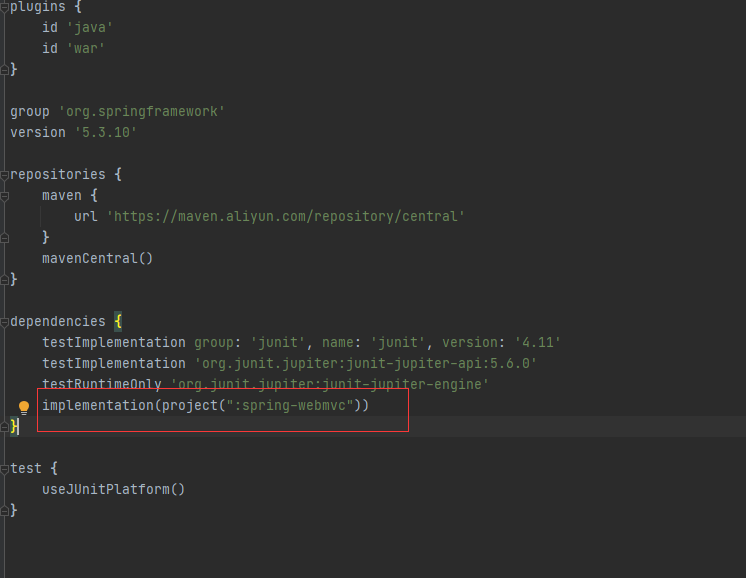 plugins {
    id 'java'
    id 'war'
}
group 'org.springframework'
version '5.3.10'
repositories {
    maven {
        url 'https://maven.aliyun.com/repository/central'
    }
    mavenCentral()
}
dependencies {
    testImplementation group: 'junit', name: 'junit', version: '4.11'
    testImplementation 'org.junit.jupiter:junit-jupiter-api:5.6.0'
    testRuntimeOnly 'org.junit.jupiter:junit-jupiter-engine'
    implementation(project(":spring-webmvc"))
}
test {
    useJUnitPlatform()
}